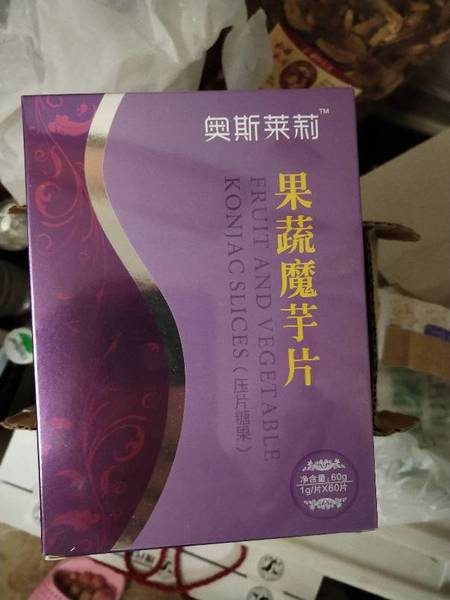 奥斯莱莉™
果蔬魔芋片
FRUIT AND VEGETABLE
KONJAC SLICES（压片糖果）
净含量:60g
1g/片X60片